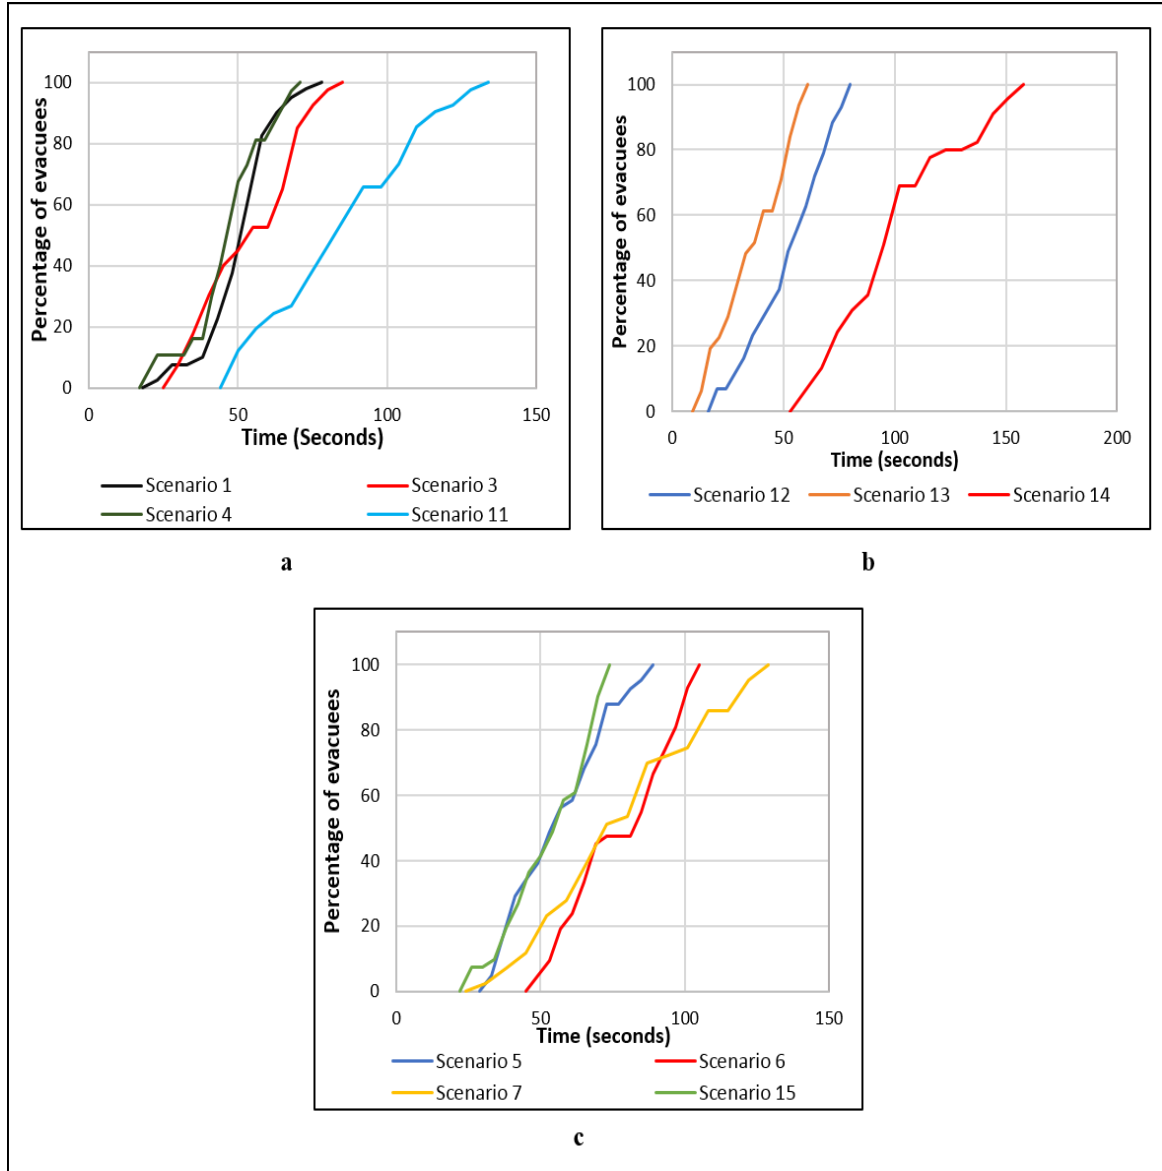 Percentage of evacuees
100
80
60
40
20
0
0 50 100 150
Time (Seconds)
Scenario 1 Scenario 3
Scenario 4 Scenario 11
a
Percentage of evacuees
100
80
60
40
20
0
0 50 100 150 200
Time (seconds)
Scenario 12 Scenario 13 Scenario 14
b
Percentage of evacuees
100
80
60
40
20
0
0 50 100 150
Time (seconds)
Scenario 5 Scenario 6
Scenario 7 Scenario 15
c